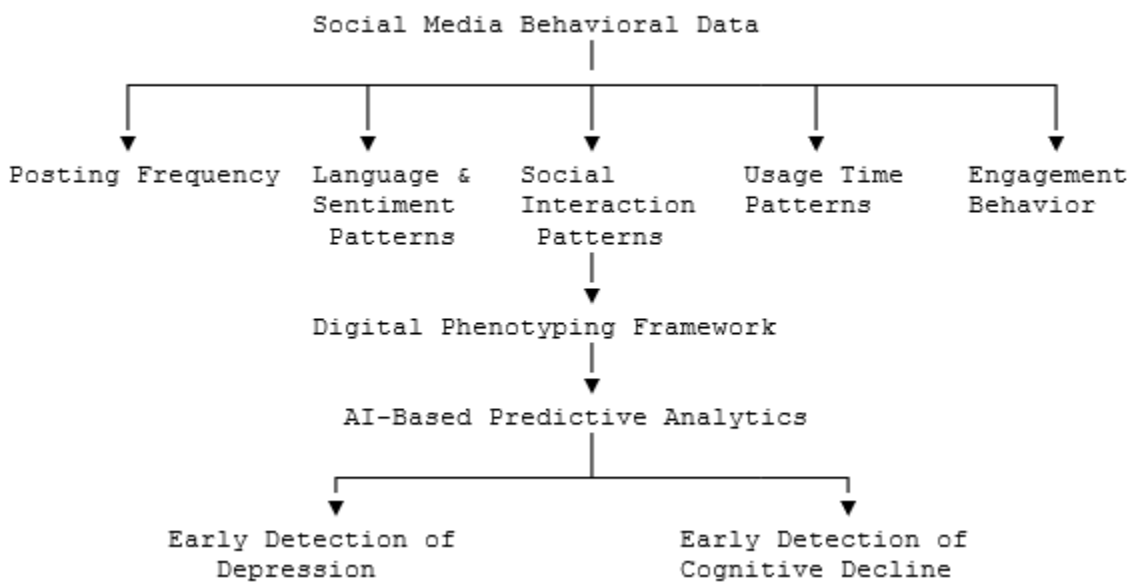 Social Media Behavioral Data
Posting Frequency
Language &
Sentiment
Patterns
Social
Interaction
Patterns
Usage Time
Patterns
Engagement
Behavior
Digital Phenotyping Framework
AI-Based Predictive Analytics
Early Detection of
Depression
Early Detection of
Cognitive Decline